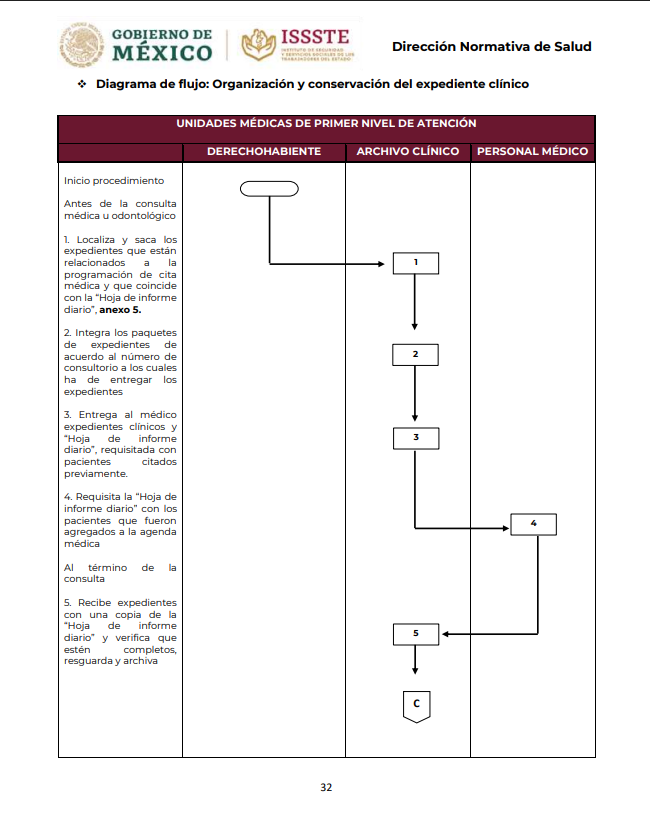 GOBIERNO DE
MÉXICO
ISSSTE
INSTITUTO DE SEGURIDAD
Y SERVICIOS SOCIALES DE LOS
TRABAJADORES DEL ESTADO
Dirección Normativa de Salud
❖ Diagrama de flujo: Organización y conservación del expediente clínico
UNIDADES MÉDICAS DE PRIMER NIVEL DE ATENCIÓN
DERECHOHABIENTE
ARCHIVO CLÍNICO
PERSONAL MÉDICO
Inicio procedimiento
Antes de la consulta
médica u odontológico
1. Localiza y saca los
expedientes que están
relacionados a la
programación de cita
médica y que coincide
con la “Hoja de informe
diario”, anexo 5.
2. Integra los paquetes
de expedientes de
acuerdo al número de
consultorio a los cuales
ha de entregar los
expedientes
3. Entrega al médico
expedientes clínicos y
“Hoja de informe
diario”, requisitada con
pacientes citados
previamente.
4. Requisita la “Hoja de
informe diario” con los
pacientes que fueron
agregados a la agenda
médica
Al término de la
consulta
5. Recibe expedientes
con una copia de la
“Hoja de informe
diario” y verifica que
estén completos,
resguarda y archiva
1
2
3
4
5
C
32